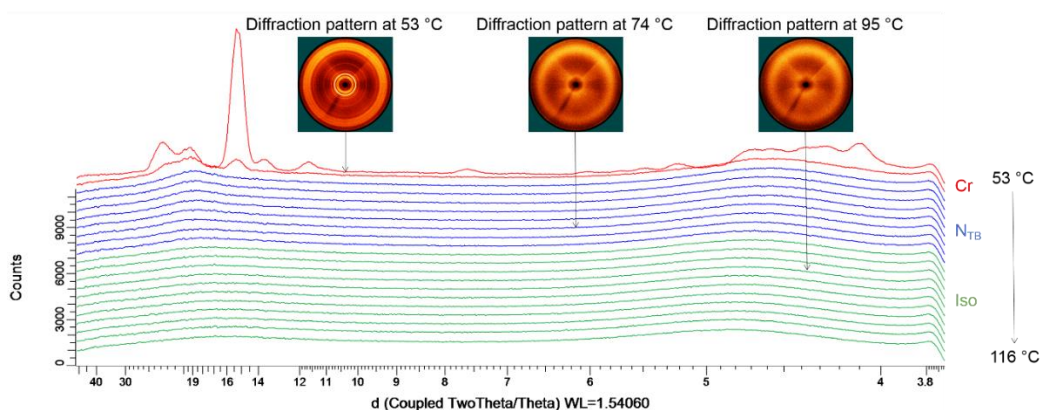 Diffraction pattern at 53 °C
Diffraction pattern at 74 °C
Diffraction pattern at 95 °C
Cr
53 °C
N_TB
Iso
116 °C
Counts
9000
6000
3000
0
40 30 19 16 14 12 11 10 9 8 7 6 5 4 3.8
d (Coupled TwoTheta/Theta) WL=1.54060